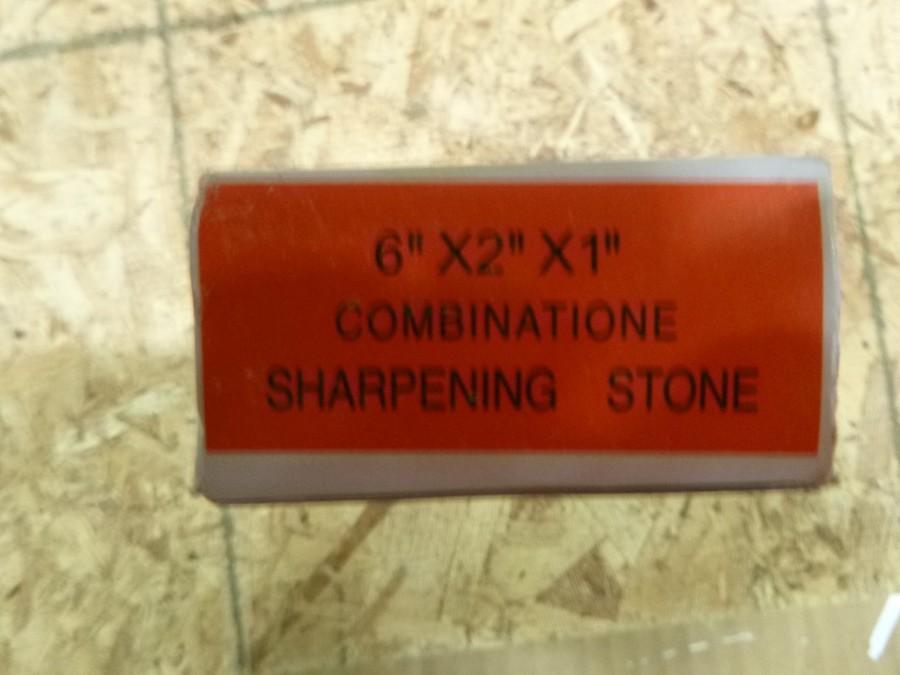 6" X2" X1"
COMBINATIONE
SHARPENING STONE